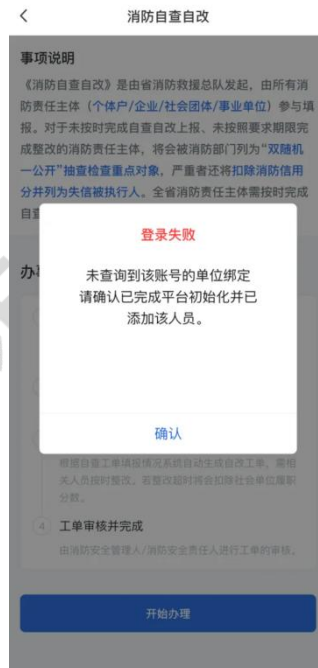 消防自查自改
事项说明
《消防自查自改》是由省消防救援总队发起,由所有消
防责任主体(个体户/企业/社会团体/事业单位)参与填
报。对于未按时完成自查自改上报、未按照要求期限完
成整改的消防责任主体,将会被消防部门列为“双随机
一公开”抽查检查重点对象,严重者还将扣除消防信用
分并列为失信被执行人。全省消防责任主体需按时完成
自
登录失败
办
未查询到该账号的单位绑定
请确认已完成平台初始化并已
添加该人员。
确认
根据自查工单填报情况系统自动生成自改工单,需相
关人员按时整改,若整改超时将会扣除社会单位履职
分数。
4 工单审核并完成
由消防安全管理人/消防安全责任人进行工单的审核。
开始办理